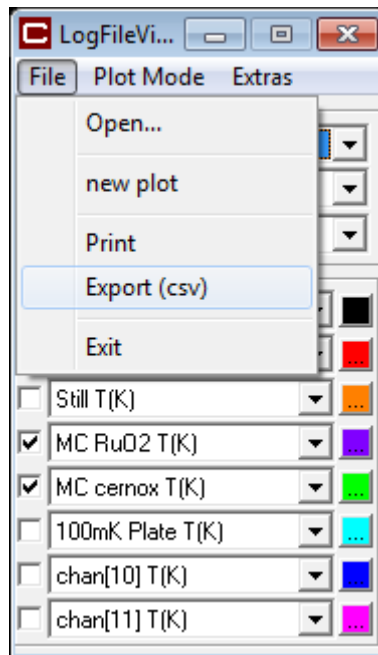 LogFileVi...
File Plot Mode Extras
Open...
new plot
Print
Export (csv)
Exit
Still T(K)
MC RuO2 T(K)
MC cernox T(K)
100mK Plate T(K)
chan[10] T(K)
chan[11] T(K)